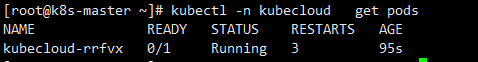 [root@k8s-master ~]# kubectl -n kubecloud   get pods
NAME              READY   STATUS    RESTARTS   AGE
kubecloud-rrfvx   0/1     Running   3          95s